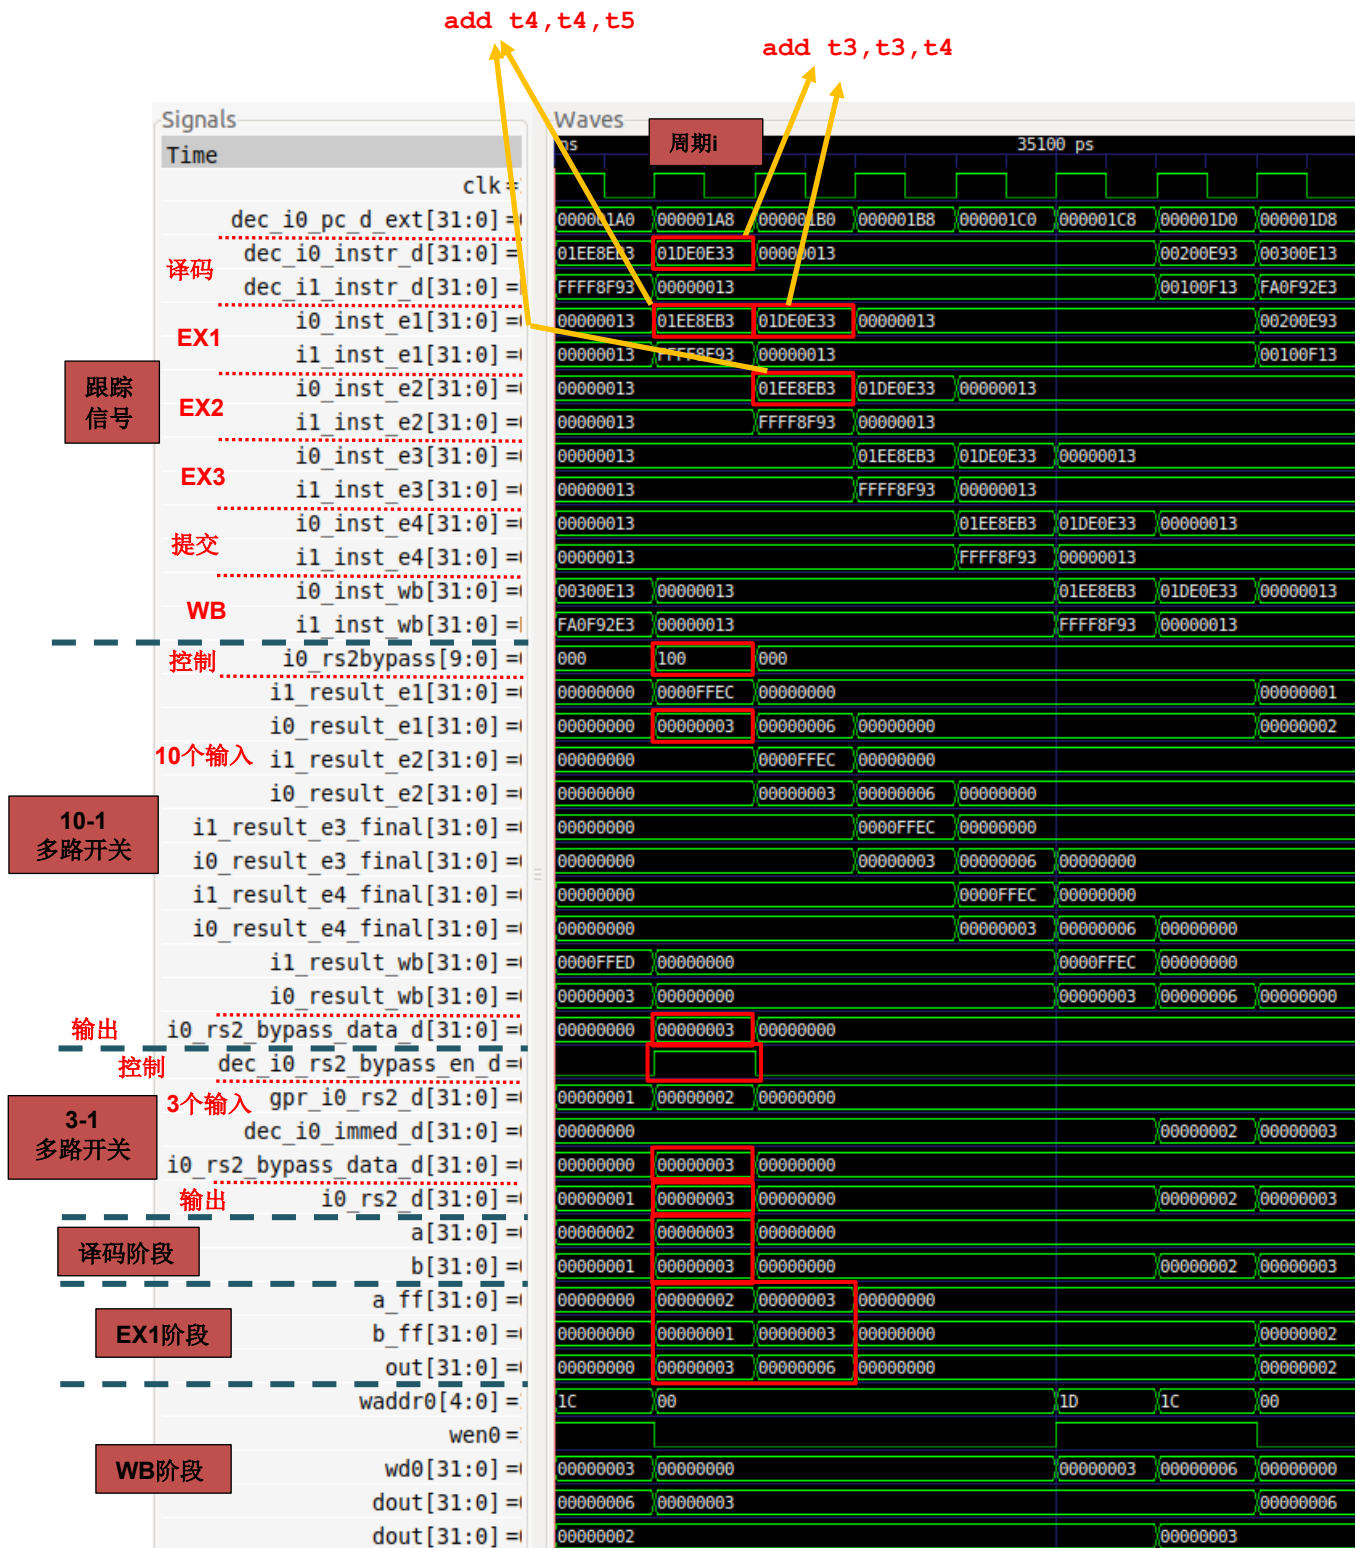 add t4,t4,t5
add t3,t3,t4
Signals
Waves
Time
ns
周期i
35100 ps
clk =
dec_i0_pc_d_ext[31:0] = 000001A0 000001A8 000001B0 000001B8 000001C0 000001C8 000001D0 000001D8
译码
dec_i0_instr_d[31:0] = 01EE8EB3 01DE0E33 00000013 00200E93 00300E13
dec_i1_instr_d[31:0] = FFFF8F93 00000013 00100F13 FA0F92E3
EX1
i0_inst_e1[31:0] = 00000013 01EE8EB3 01DE0E33 00000013 00200E93
i1_inst_e1[31:0] = 00000013 FFFF8F93 00000013 00100F13
跟踪
信号
EX2
i0_inst_e2[31:0] = 00000013 01EE8EB3 01DE0E33 00000013
i1_inst_e2[31:0] = 00000013 FFFF8F93 00000013
EX3
i0_inst_e3[31:0] = 00000013 01EE8EB3 01DE0E33 00000013
i1_inst_e3[31:0] = 00000013 FFFF8F93 00000013
提交
i0_inst_e4[31:0] = 00000013 01EE8EB3 01DE0E33 00000013
i1_inst_e4[31:0] = 00000013 FFFF8F93 00000013
WB
i0_inst_wb[31:0] = 00300E13 00000013 01EE8EB3 01DE0E33 00000013
i1_inst_wb[31:0] = FA0F92E3 00000013 FFFF8F93 00000013
控制
i0_rs2bypass[9:0] = 000 100 000
i1_result_e1[31:0] = 00000000 0000FFEC 00000000 00000001
i0_result_e1[31:0] = 00000000 00000003 00000006 00000000 00000002
10个输入
i1_result_e2[31:0] = 00000000 0000FFEC 00000000
i0_result_e2[31:0] = 00000000 00000003 00000006 00000000
10-1
多路开关
i1_result_e3_final[31:0] = 00000000 0000FFEC 00000000
i0_result_e3_final[31:0] = 00000000 00000003 00000006 00000000
i1_result_e4_final[31:0] = 00000000 0000FFEC 00000000
i0_result_e4_final[31:0] = 00000000 00000003 00000006 00000000
i1_result_wb[31:0] = 0000FFED 00000000 0000FFEC 00000000
i0_result_wb[31:0] = 00000003 00000000 00000003 00000006 00000000
输出
i0_rs2_bypass_data_d[31:0] = 00000000 00000003 00000000
控制
dec_i0_rs2_bypass_en_d =
3个输入
gpr_i0_rs2_d[31:0] = 00000001 00000002 00000000
3-1
多路开关
dec_i0_immed_d[31:0] = 00000000 00000002 00000003
i0_rs2_bypass_data_d[31:0] = 00000000 00000003 00000000
输出
i0_rs2_d[31:0] = 00000001 00000003 00000000 00000002 00000003
译码阶段
a[31:0] = 00000002 00000003 00000000
b[31:0] = 00000001 00000003 00000000 00000002 00000003
EX1阶段
a_ff[31:0] = 00000000 00000002 00000003 00000000
b_ff[31:0] = 00000000 00000001 00000003 00000000 00000002
out[31:0] = 00000000 00000003 00000006 00000000 00000002
WB阶段
waddr0[4:0] = 1C 00 1D 1C 00
wen0 =
wd0[31:0] = 00000003 00000000 00000003 00000006 00000000
dout[31:0] = 00000006 00000003 00000006
dout[31:0] = 00000002 00000003